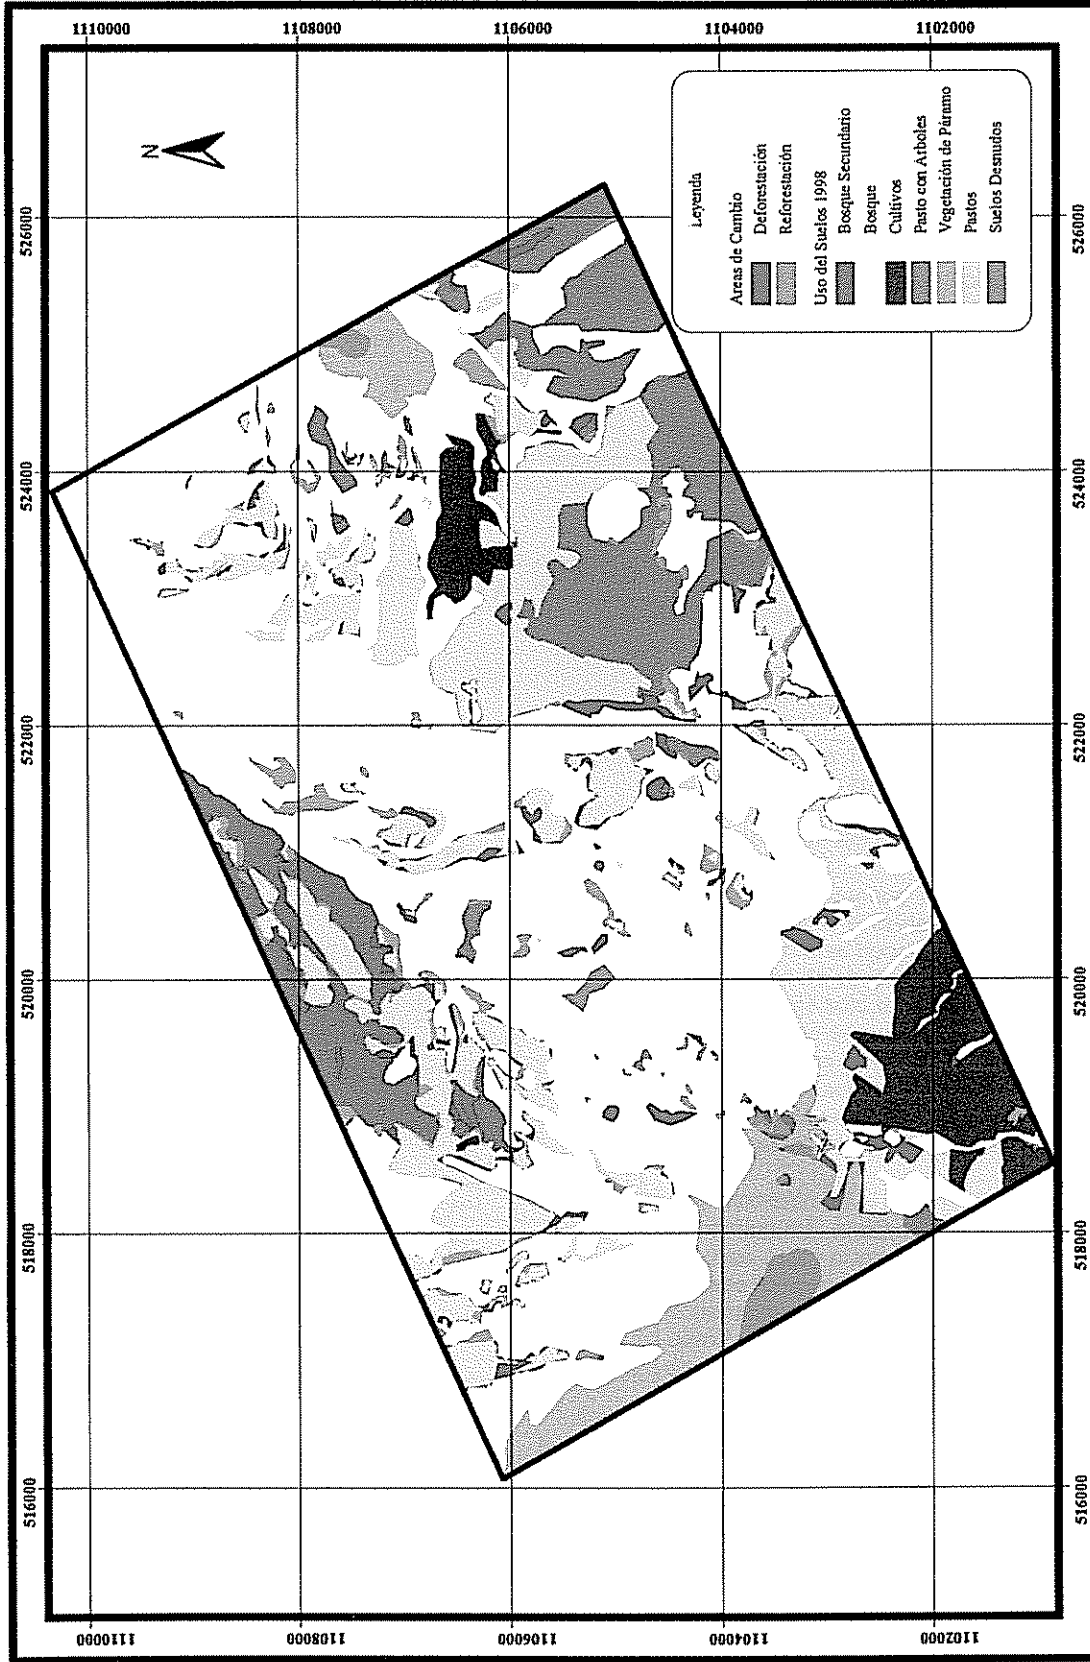 516000
518000
520000
522000
524000
526000
1110000
1110000
1108000
1108000
1106000
1106000
1104000
1104000
1102000
1102000
N
Leyenda
Areas de Cambio
Deforestación
Reforestación
Uso del Suelos 1998
Bosque Secundario
Bosque
Cultivos
Pasto con Arboles
Vegetación de Páramo
Pastos
Suelos Desnudos
516000
518000
520000
522000
524000
526000